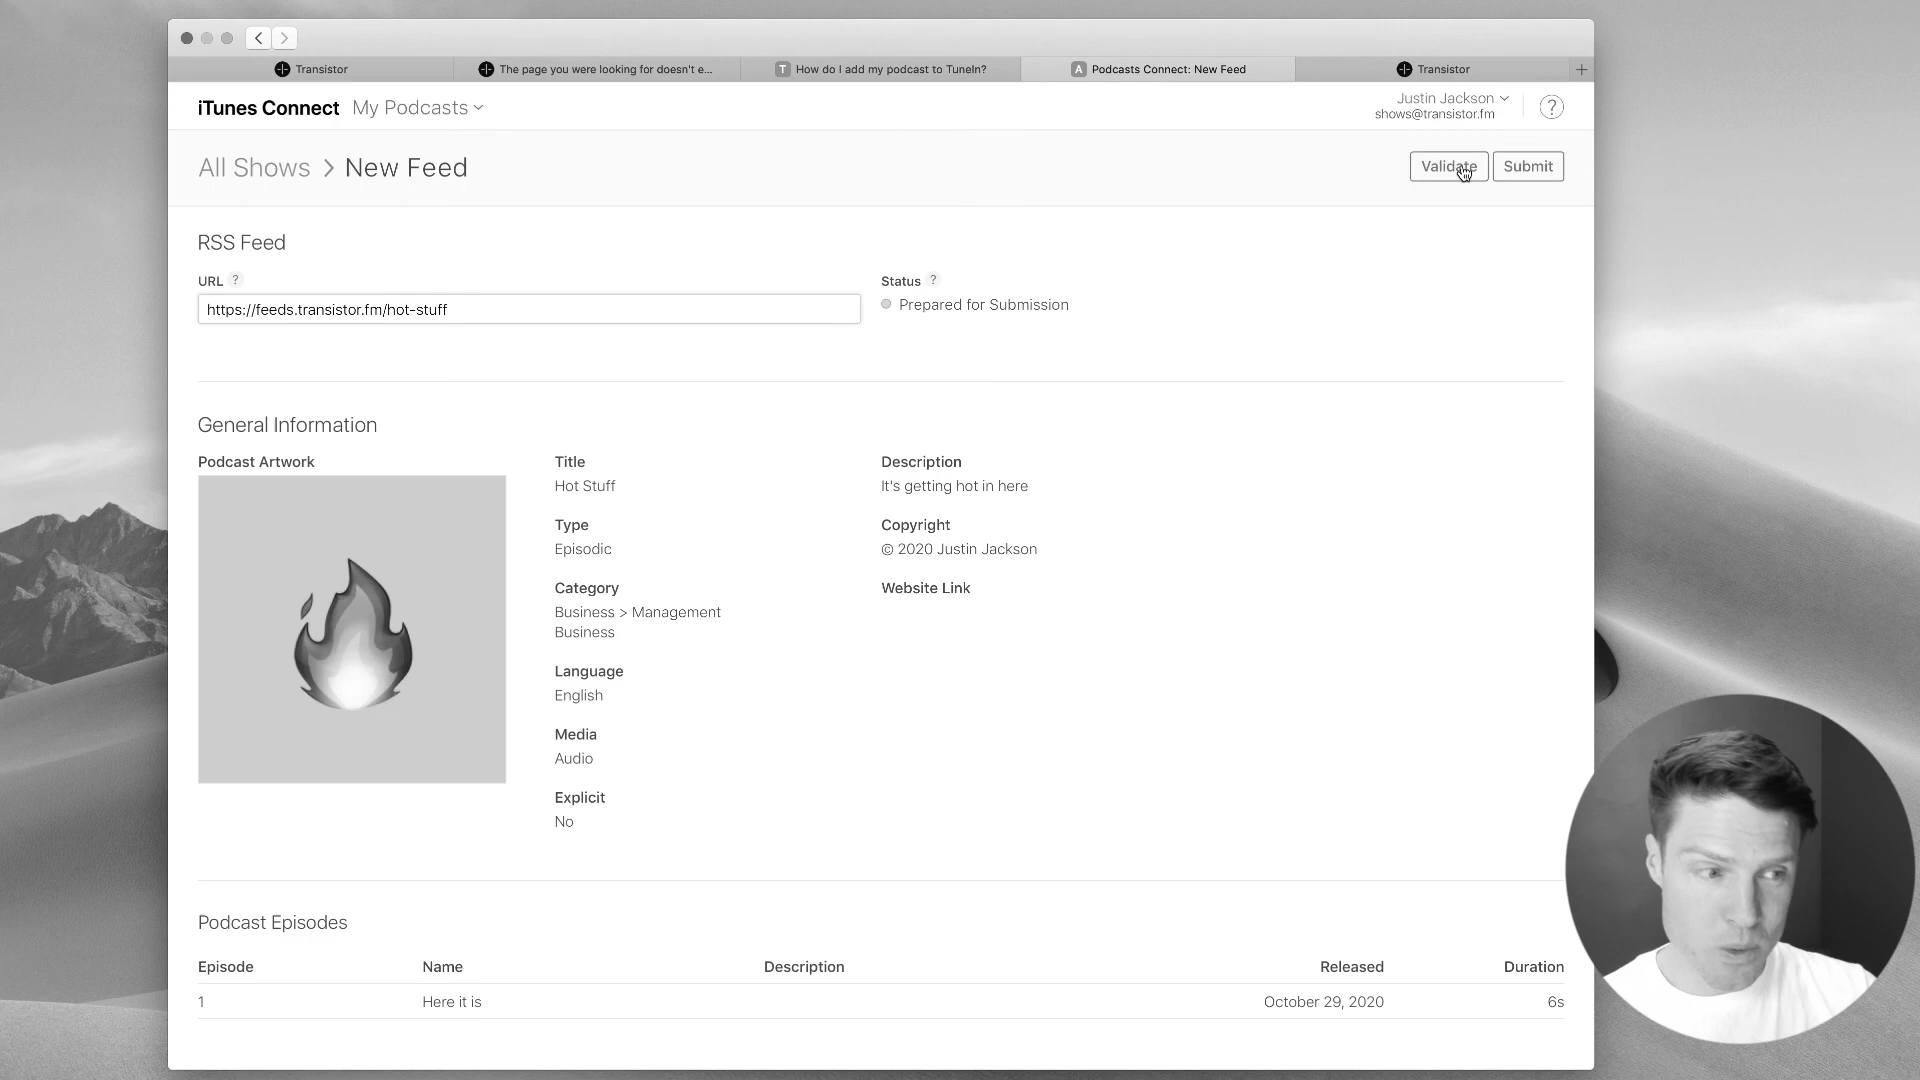 Transistor
The page you were looking for doesn't e...
T How do I add my podcast to TuneIn?
A Podcasts Connect: New Feed
Transistor
iTunes Connect My Podcasts
Justin Jackson
shows@transistor.fm
?
All Shows > New Feed
Validate
Submit
RSS Feed
URL ?
https://feeds.transistor.fm/hot-stuff
Status ?
Prepared for Submission
General Information
Podcast Artwork
Title
Hot Stuff
Type
Episodic
Category
Business > Management
Business
Language
English
Media
Audio
Explicit
No
Description
It's getting hot in here
Copyright
© 2020 Justin Jackson
Website Link
Podcast Episodes
Episode Name Description Released Duration
1 Here it is October 29, 2020 6s